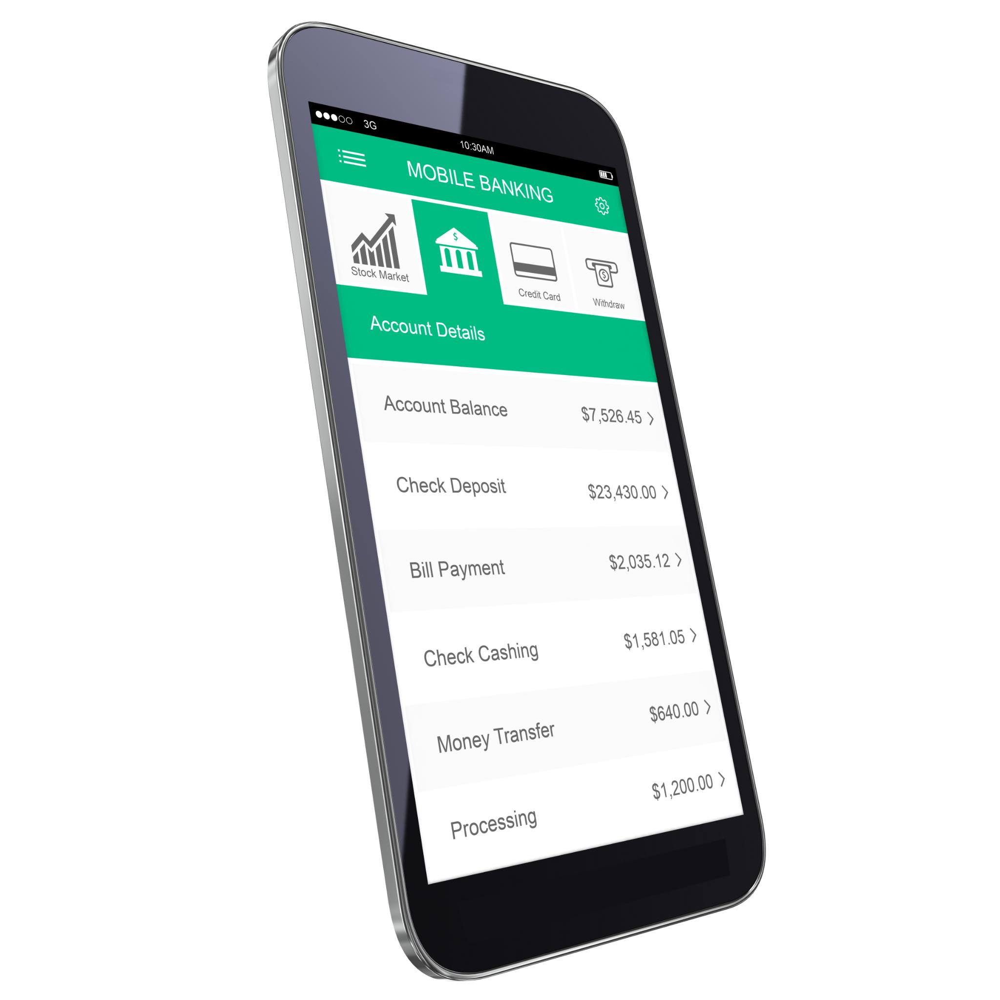 3G
10:30AM
MOBILE BANKING
$
Stock Market
Credit Card
$
Withdraw
Account Details
Account Balance $7,526.45
Check Deposit $23,430.00
Bill Payment $2,035.12
Check Cashing $1,581.05
Money Transfer $640.00
Processing $1,200.00